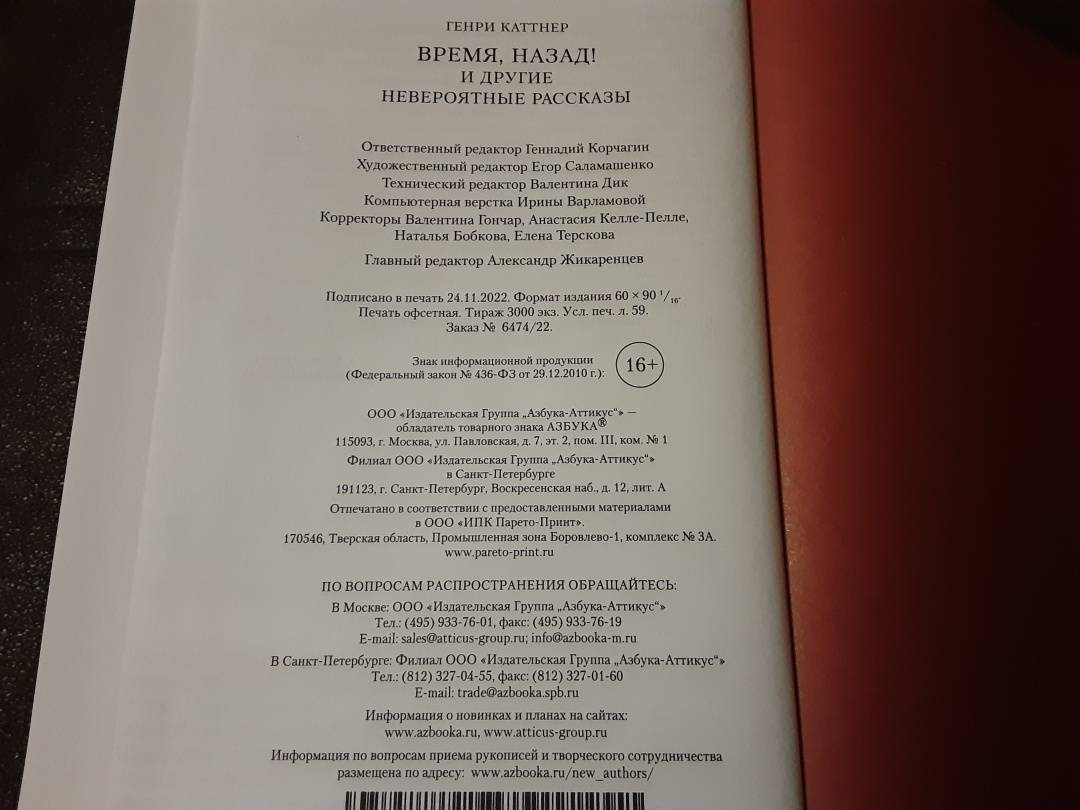 ГЕНРИ КАТТНЕР
ВРЕМЯ, НАЗАД!
И ДРУГИЕ
НЕВЕРОЯТНЫЕ РАССКАЗЫ
Ответственный редактор Геннадий Корчагин
Художественный редактор Егор Саламашенко
Технический редактор Валентина Дик
Компьютерная верстка Ирины Варламовой
Корректоры Валентина Гончар, Анастасия Келле-Пелле,
Наталья Бобкова, Елена Терскова
Главный редактор Александр Жикаренцев
Подписано в печать 24.11.2022. Формат издания 60 × 90 1/16.
Печать офсетная. Тираж 3000 экз. Усл. печ. л. 59.
Заказ № 6474/22.
Знак информационной продукции
(Федеральный закон № 436-ФЗ от 29.12.2010 г.): 16+
ООО «Издательская Группа „Азбука-Аттикус“» —
обладатель товарного знака АЗБУКА®
115093, г. Москва, ул. Павловская, д. 7, эт. 2, пом. III, ком. № 1
Филиал ООО «Издательская Группа „Азбука-Аттикус“»
в Санкт-Петербурге
191123, г. Санкт-Петербург, Воскресенская наб., д. 12, лит. А
Отпечатано в соответствии с предоставленными материалами
в ООО «ИПК Парето-Принт».
170546, Тверская область, Промышленная зона Боровлево-1, комплекс № 3А.
www.pareto-print.ru
ПО ВОПРОСАМ РАСПРОСТРАНЕНИЯ ОБРАЩАЙТЕСЬ:
В Москве: ООО «Издательская Группа „Азбука-Аттикус“»
Тел.: (495) 933-76-01, факс: (495) 933-76-19
E-mail: sales@atticus-group.ru; info@azbooka-m.ru
В Санкт-Петербурге: Филиал ООО «Издательская Группа „Азбука-Аттикус“»
Тел.: (812) 327-04-55, факс: (812) 327-01-60
E-mail: trade@azbooka.spb.ru
Информация о новинках и планах на сайтах:
www.azbooka.ru, www.atticus-group.ru
Информация по вопросам приема рукописей и творческого сотрудничества
размещена по адресу: www.azbooka.ru/new_authors/